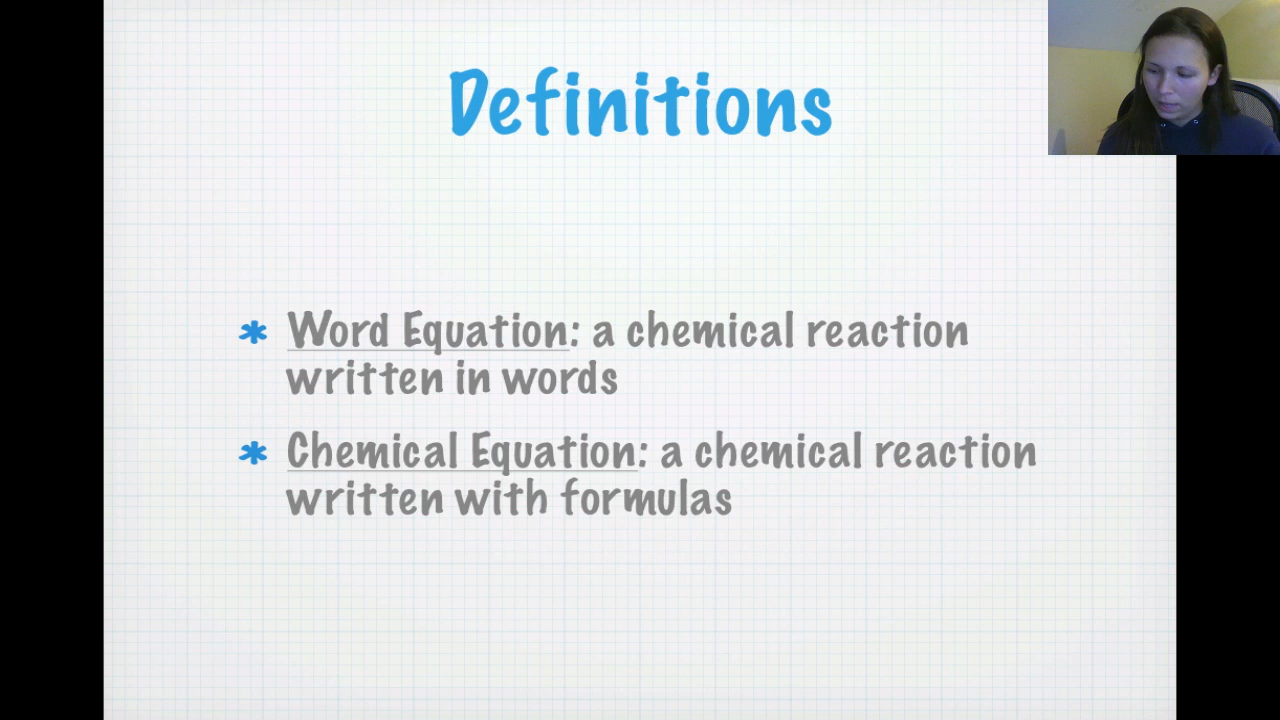 Definitions
* Word Equation: a chemical reaction
written in words
* Chemical Equation: a chemical reaction
written with formulas